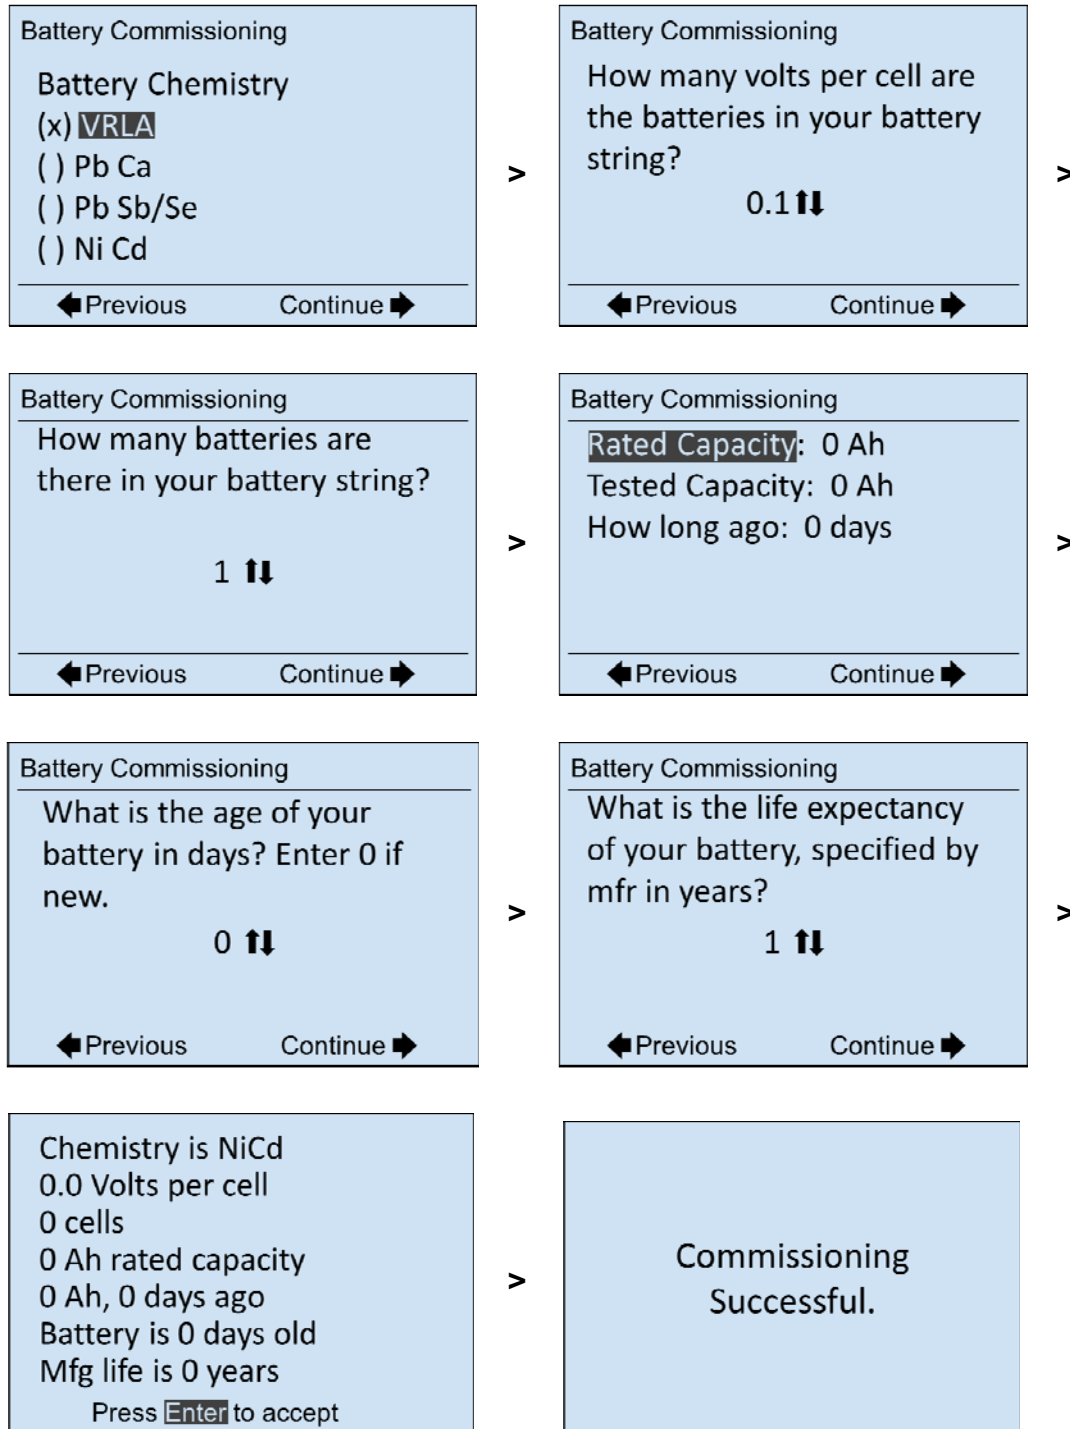 Battery Commissioning
Battery Chemistry
(x) VRLA
( ) Pb Ca
( ) Pb Sb/Se
( ) Ni Cd
Previous Continue
>
Battery Commissioning
How many volts per cell are
the batteries in your battery
string?
0.1
Previous Continue
>
Battery Commissioning
How many batteries are
there in your battery string?
1
Previous Continue
>
Battery Commissioning
Rated Capacity: 0 Ah
Tested Capacity: 0 Ah
How long ago: 0 days
Previous Continue
>
Battery Commissioning
What is the age of your
battery in days? Enter 0 if
new.
0
Previous Continue
>
Battery Commissioning
What is the life expectancy
of your battery, specified by
mfr in years?
1
Previous Continue
>
Chemistry is NiCd
0.0 Volts per cell
0 cells
0 Ah rated capacity
0 Ah, 0 days ago
Battery is 0 days old
Mfg life is 0 years
Press Enter to accept
>
Commissioning
Successful.